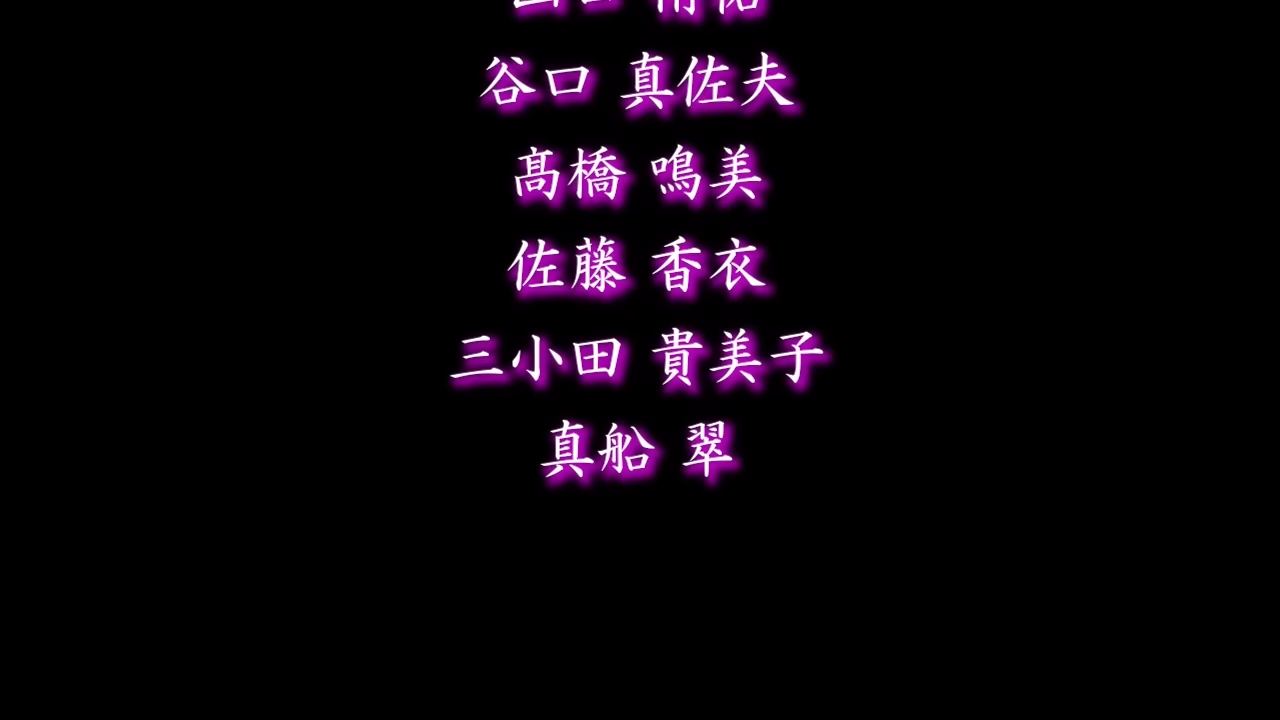 谷口 真佐夫
髙橋 鳴美
佐藤 香衣
三小田 貴美子
真船 翠